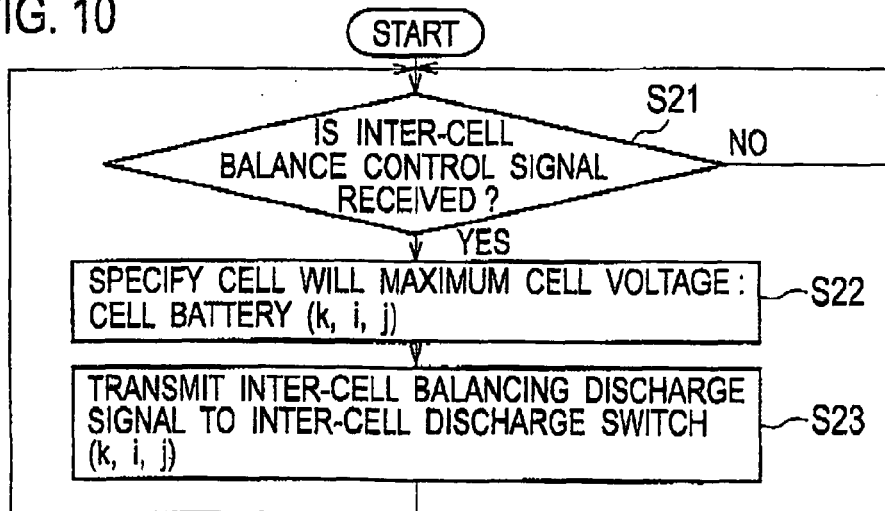 FIG. 10
START
S21
IS INTER-CELL
BALANCE CONTROL SIGNAL
RECEIVED?
NO
YES
SPECIFY CELL WILL MAXIMUM CELL VOLTAGE:
CELL BATTERY (k, i, j)
S22
TRANSMIT INTER-CELL BALANCING DISCHARGE
SIGNAL TO INTER-CELL DISCHARGE SWITCH
(k, i, j)
S23